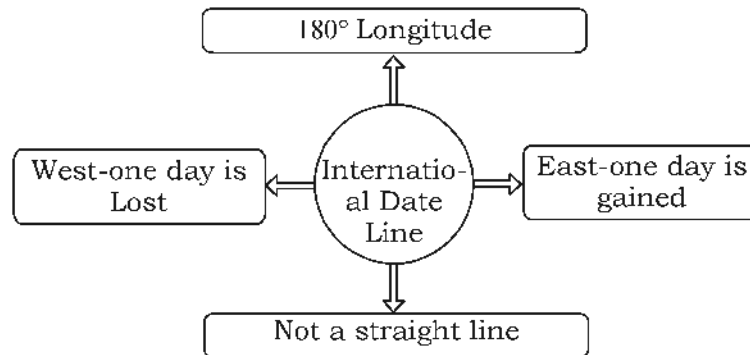 180° Longitude
West-one day is
Lost
Internatio-
al Date
Line
East-one day is
gained
Not a straight line